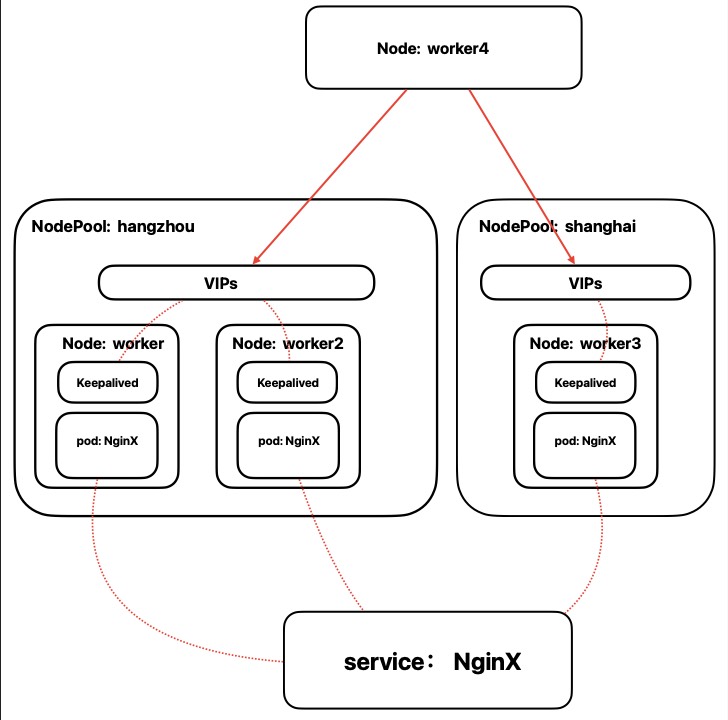 Node: worker4
NodePool: hangzhou
NodePool: shanghai
VIPs
VIPs
Node: worker
Node: worker2
Node: worker3
Keepalived
Keepalived
Keepalived
pod: NginX
pod: NginX
pod: NginX
service： NginX